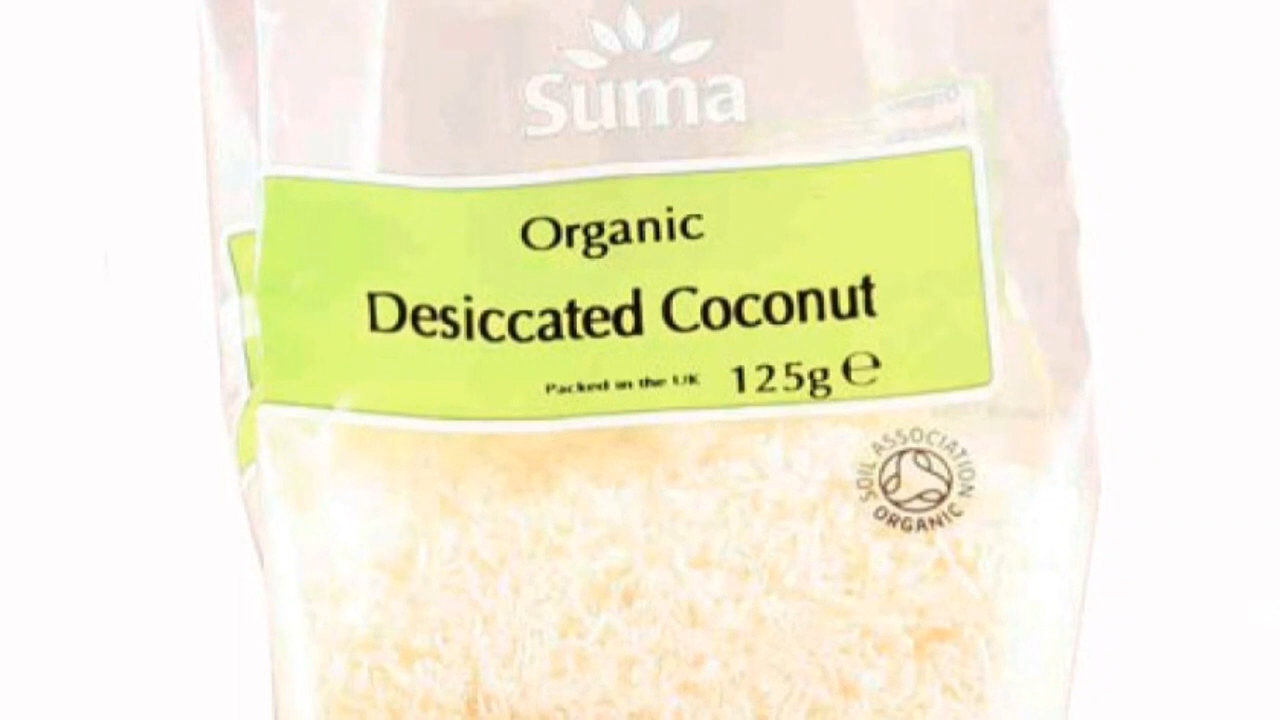 Suma
Organic
Desiccated Coconut
Packed in the UK 125g ℮
SOIL ASSOCIATION
ORGANIC